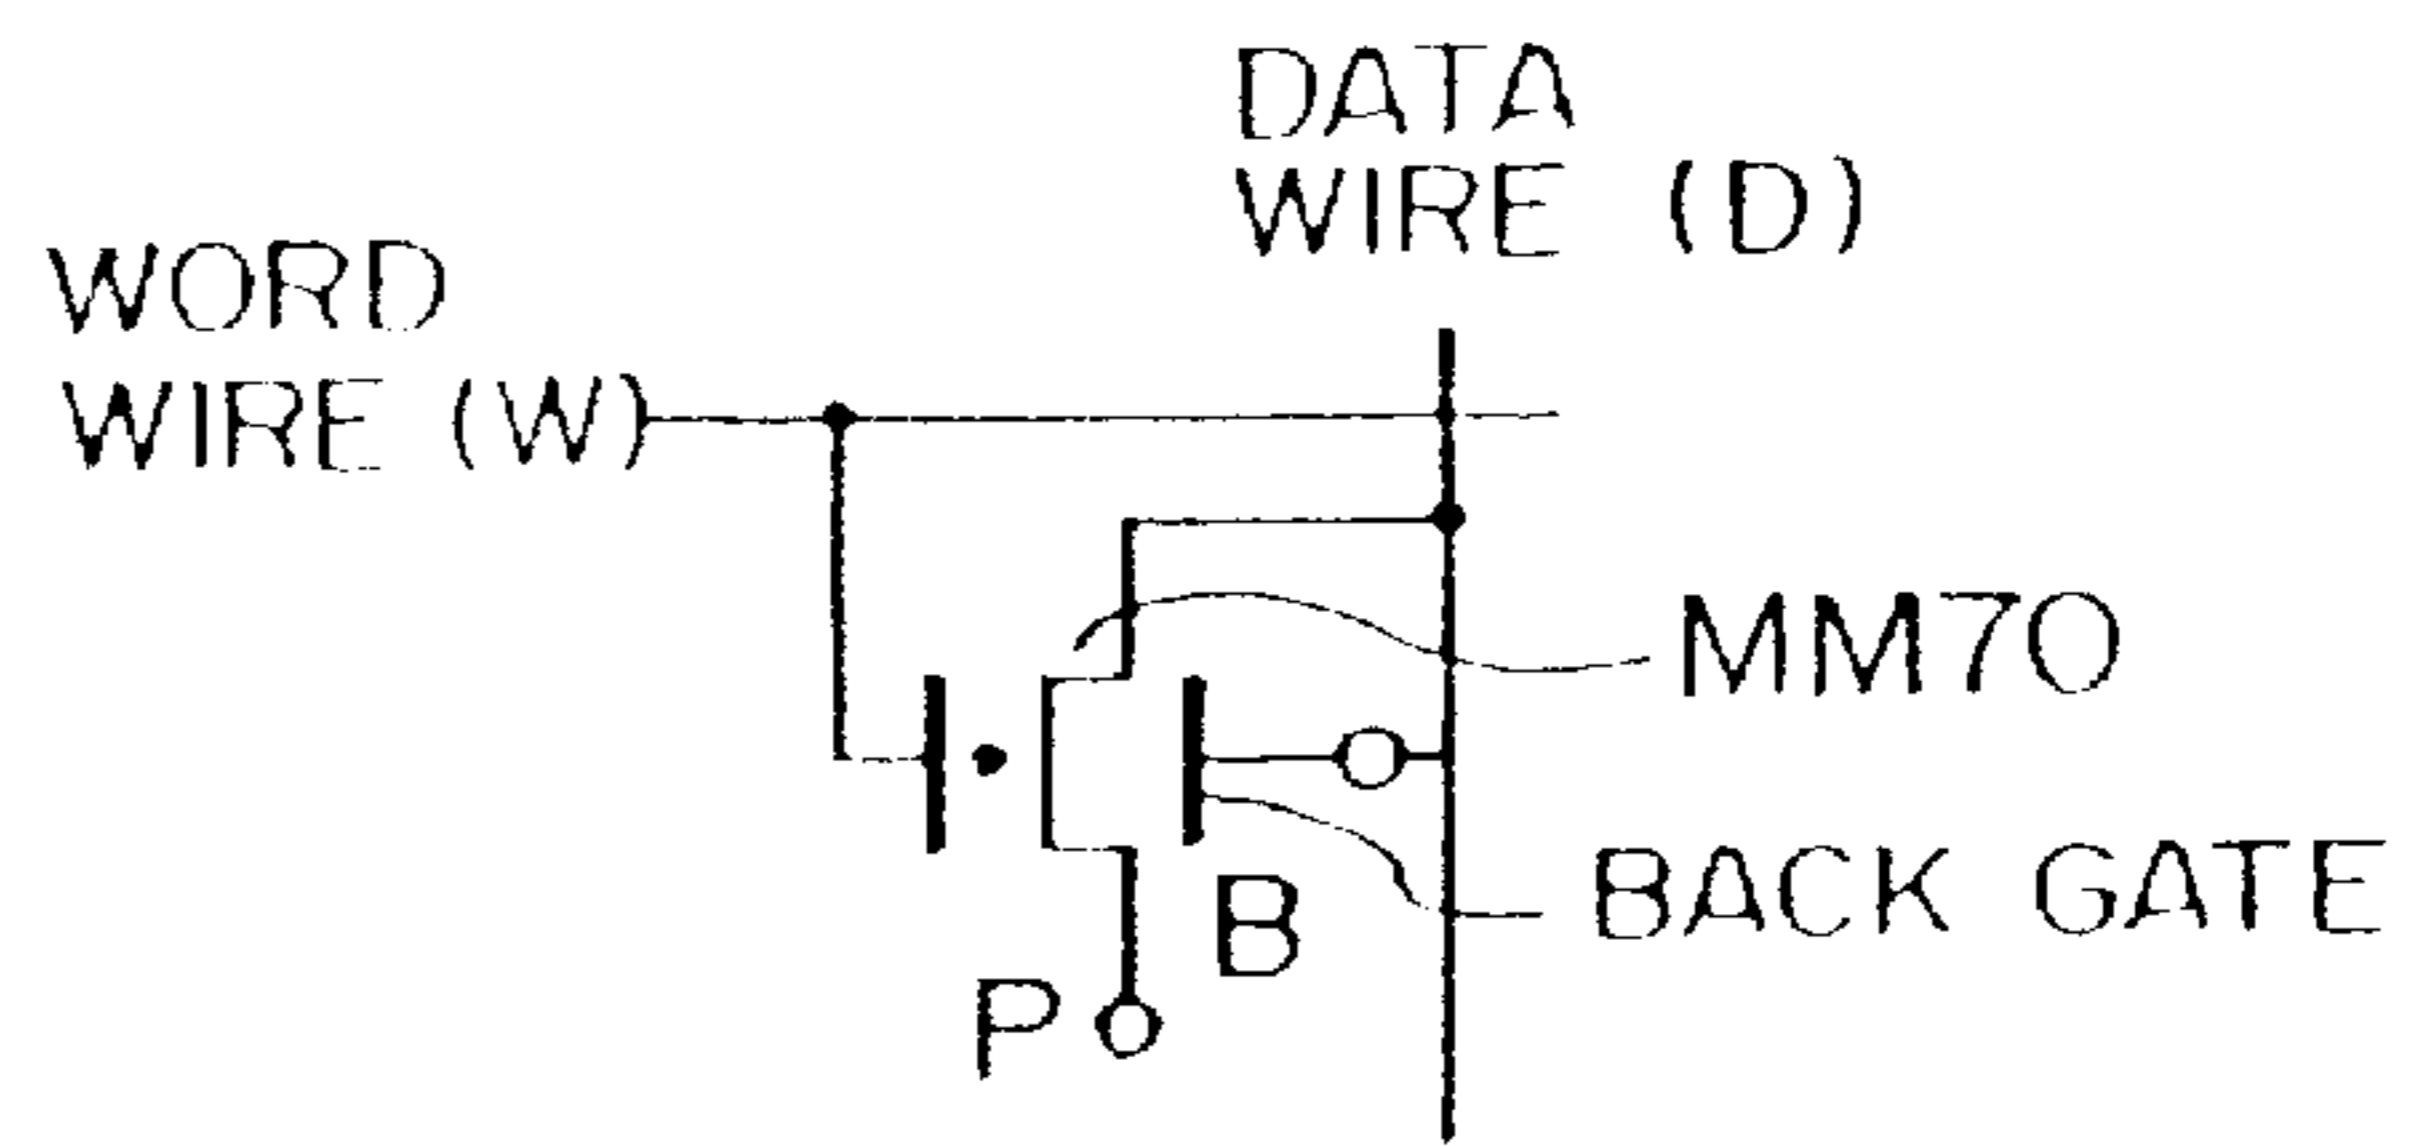 DATA
WIRE (D)
WORD
WIRE (W)
MM70
BACK GATE
B
P